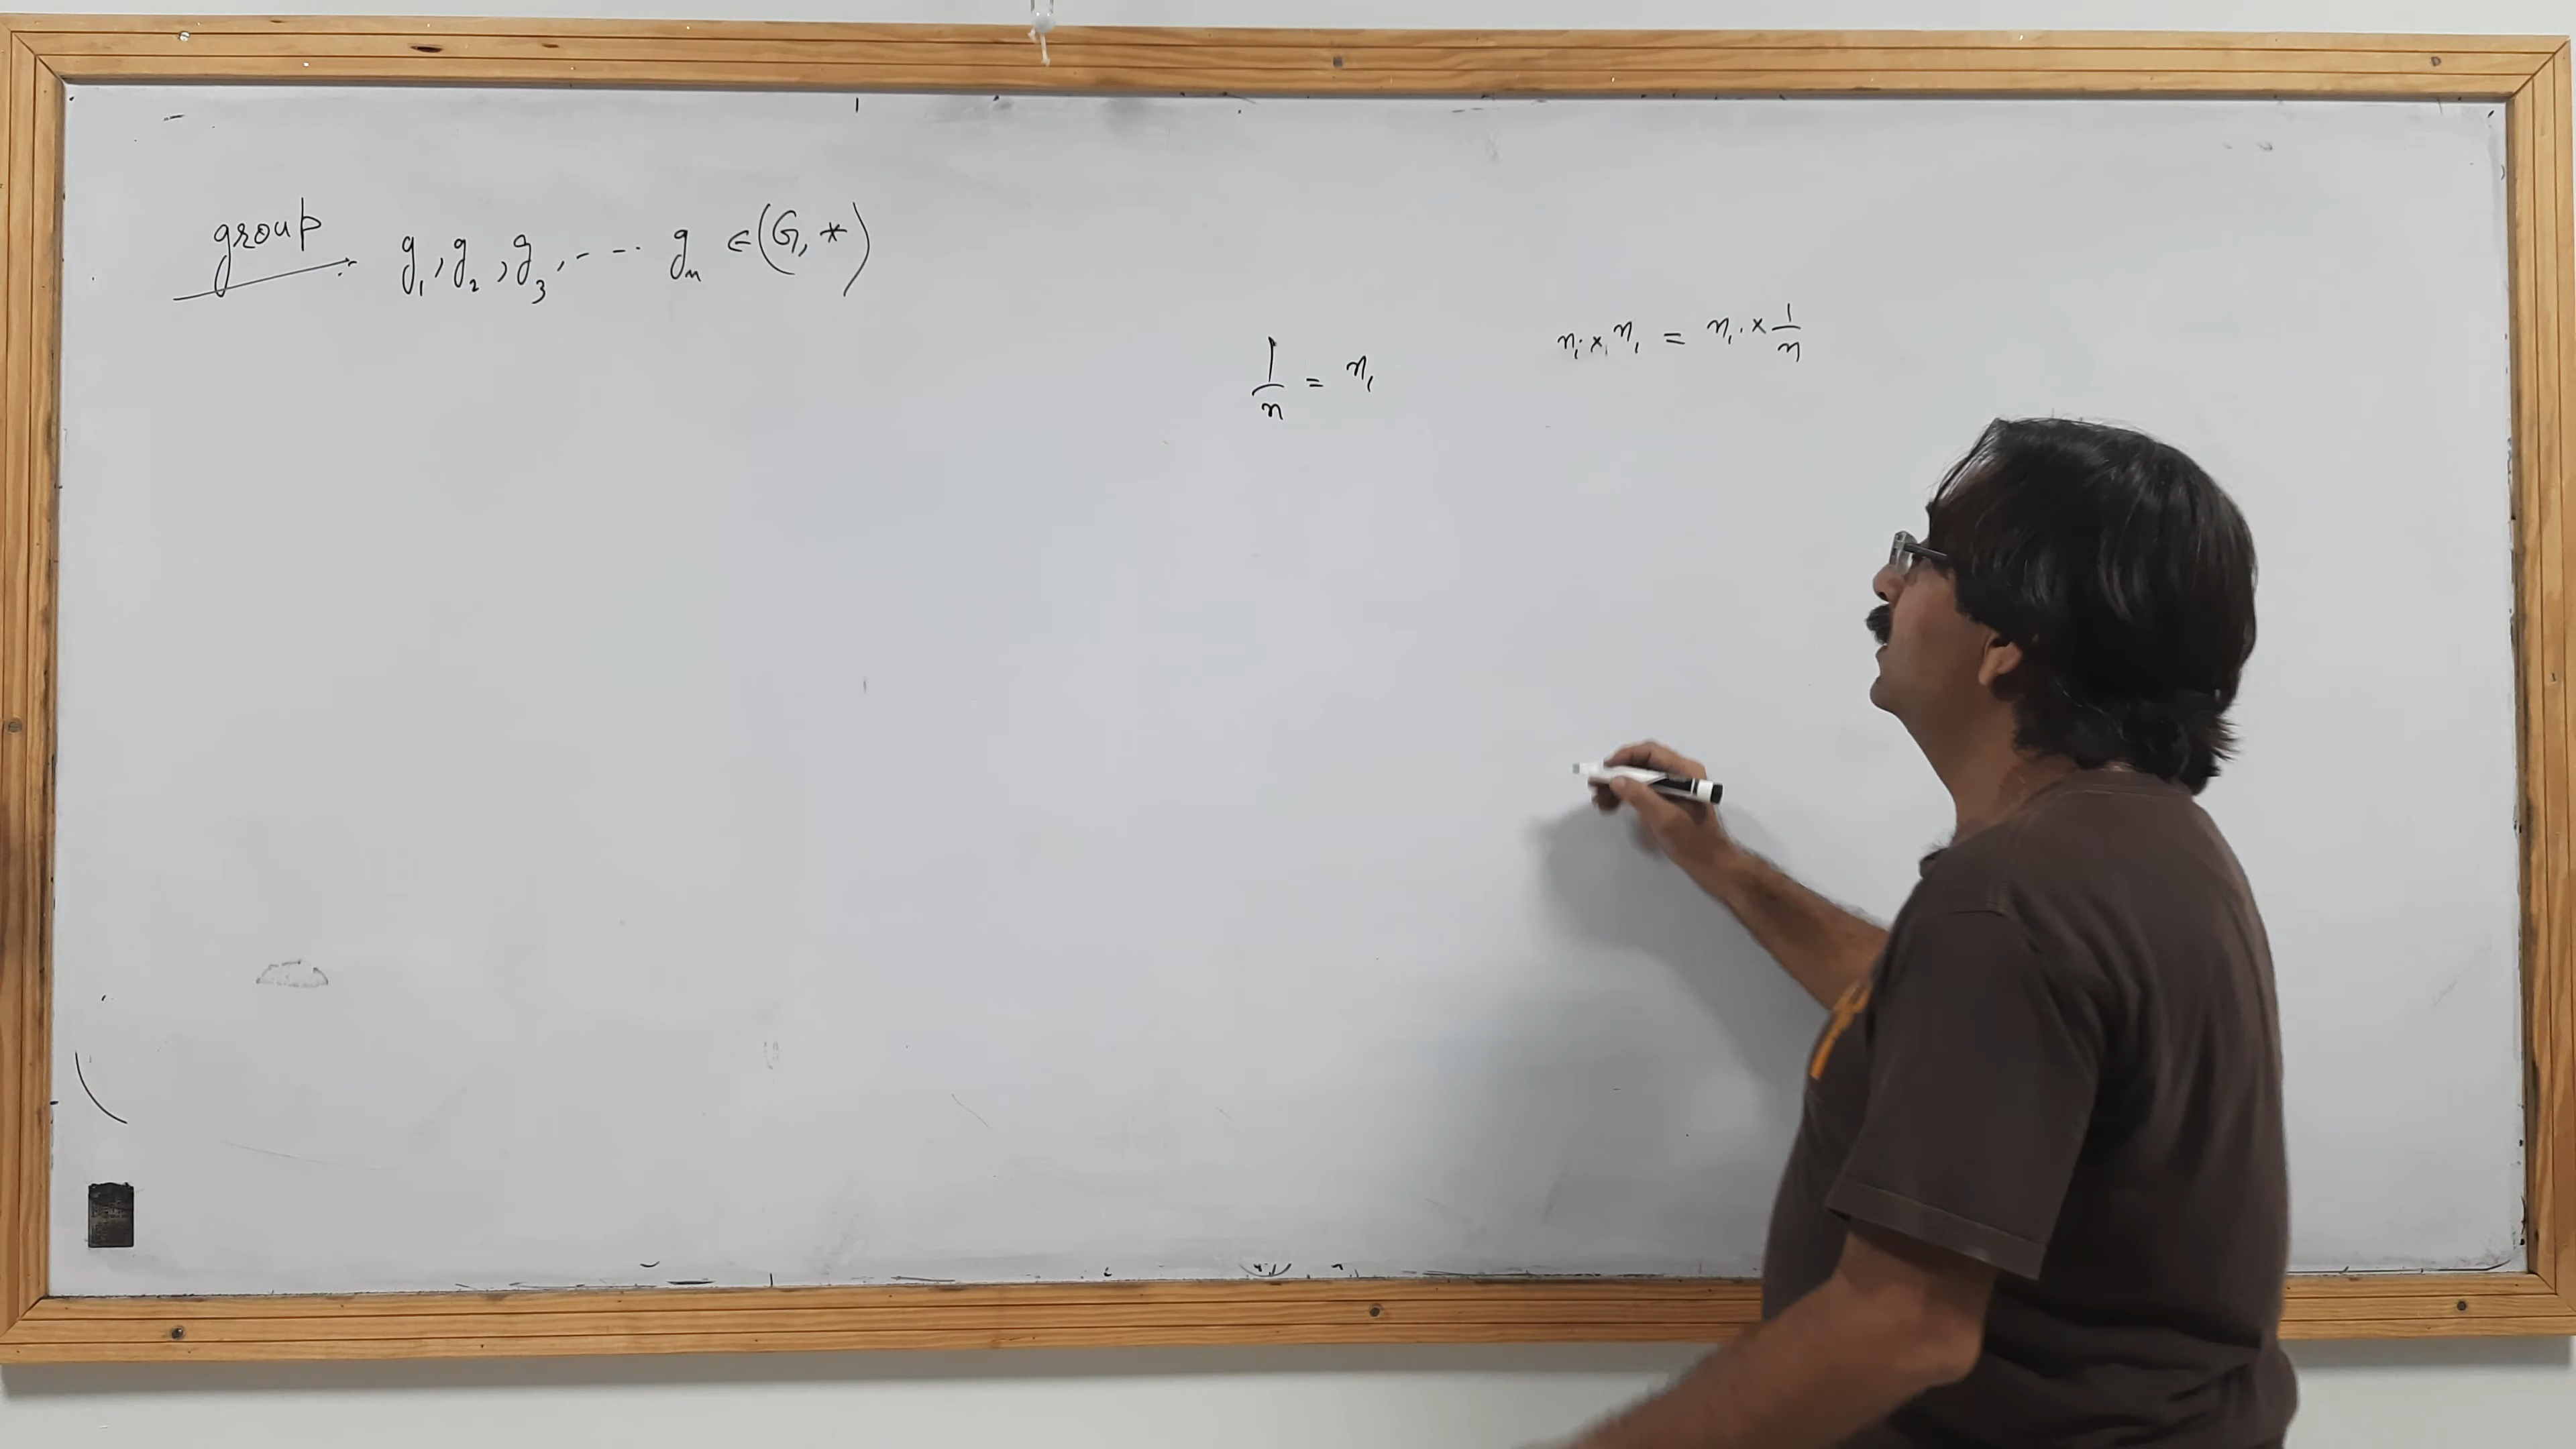 group :- g₁, g₂, g₃, ---- gₙ ∈ (G, *)
1/n = n₁
n₁ × n₁ = n₁ × 1/n